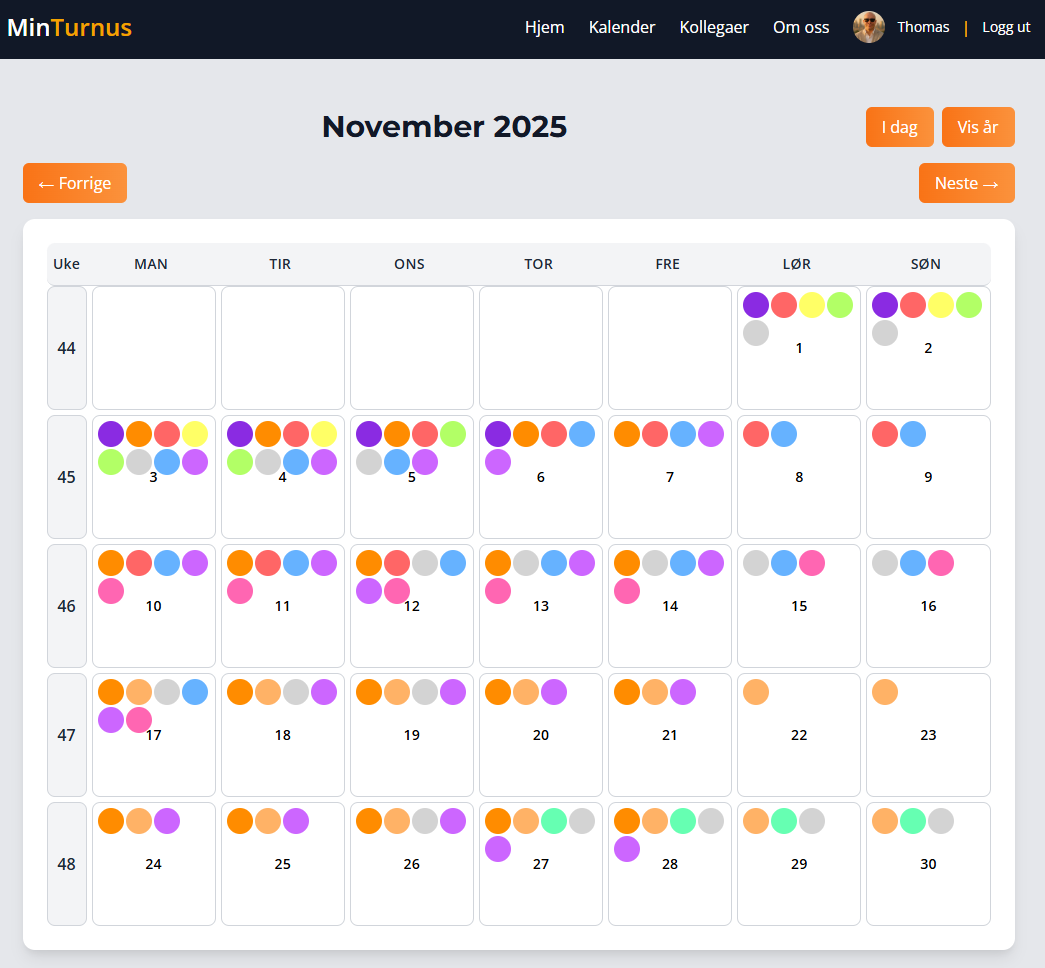 MinTurnus Hjem Kalender Kollegaer Om oss Thomas | Logg ut
November 2025 I dag Vis år
← Forrige Neste →
Uke MAN TIR ONS TOR FRE LØR SØN
44 1 2
45 3 4 5 6 7 8 9
46 10 11 12 13 14 15 16
47 17 18 19 20 21 22 23
48 24 25 26 27 28 29 30